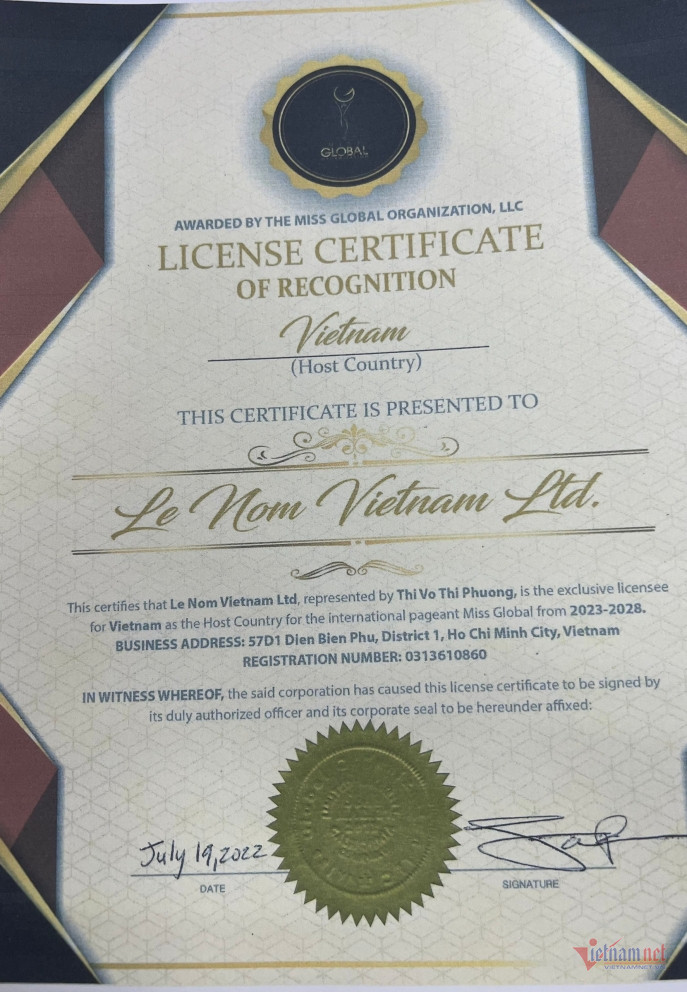 GLOBAL
AWARDED BY THE MISS GLOBAL ORGANIZATION, LLC
LICENSE CERTIFICATE
OF RECOGNITION
Vietnam
(Host Country)
THIS CERTIFICATE IS PRESENTED TO
Le Nom Vietnam Ltd.
This certifies that Le Nom Vietnam Ltd, represented by Thi Vo Thi Phuong, is the exclusive licensee
for Vietnam as the Host Country for the international pageant Miss Global from 2023-2028.
BUSINESS ADDRESS: 57D1 Dien Bien Phu, District 1, Ho Chi Minh City, Vietnam
REGISTRATION NUMBER: 0313610860
IN WITNESS WHEREOF, the said corporation has caused this license certificate to be signed by
its duly authorized officer and its corporate seal to be hereunder affixed:
July 19, 2022
DATE
SIGNATURE
Vietnamnet